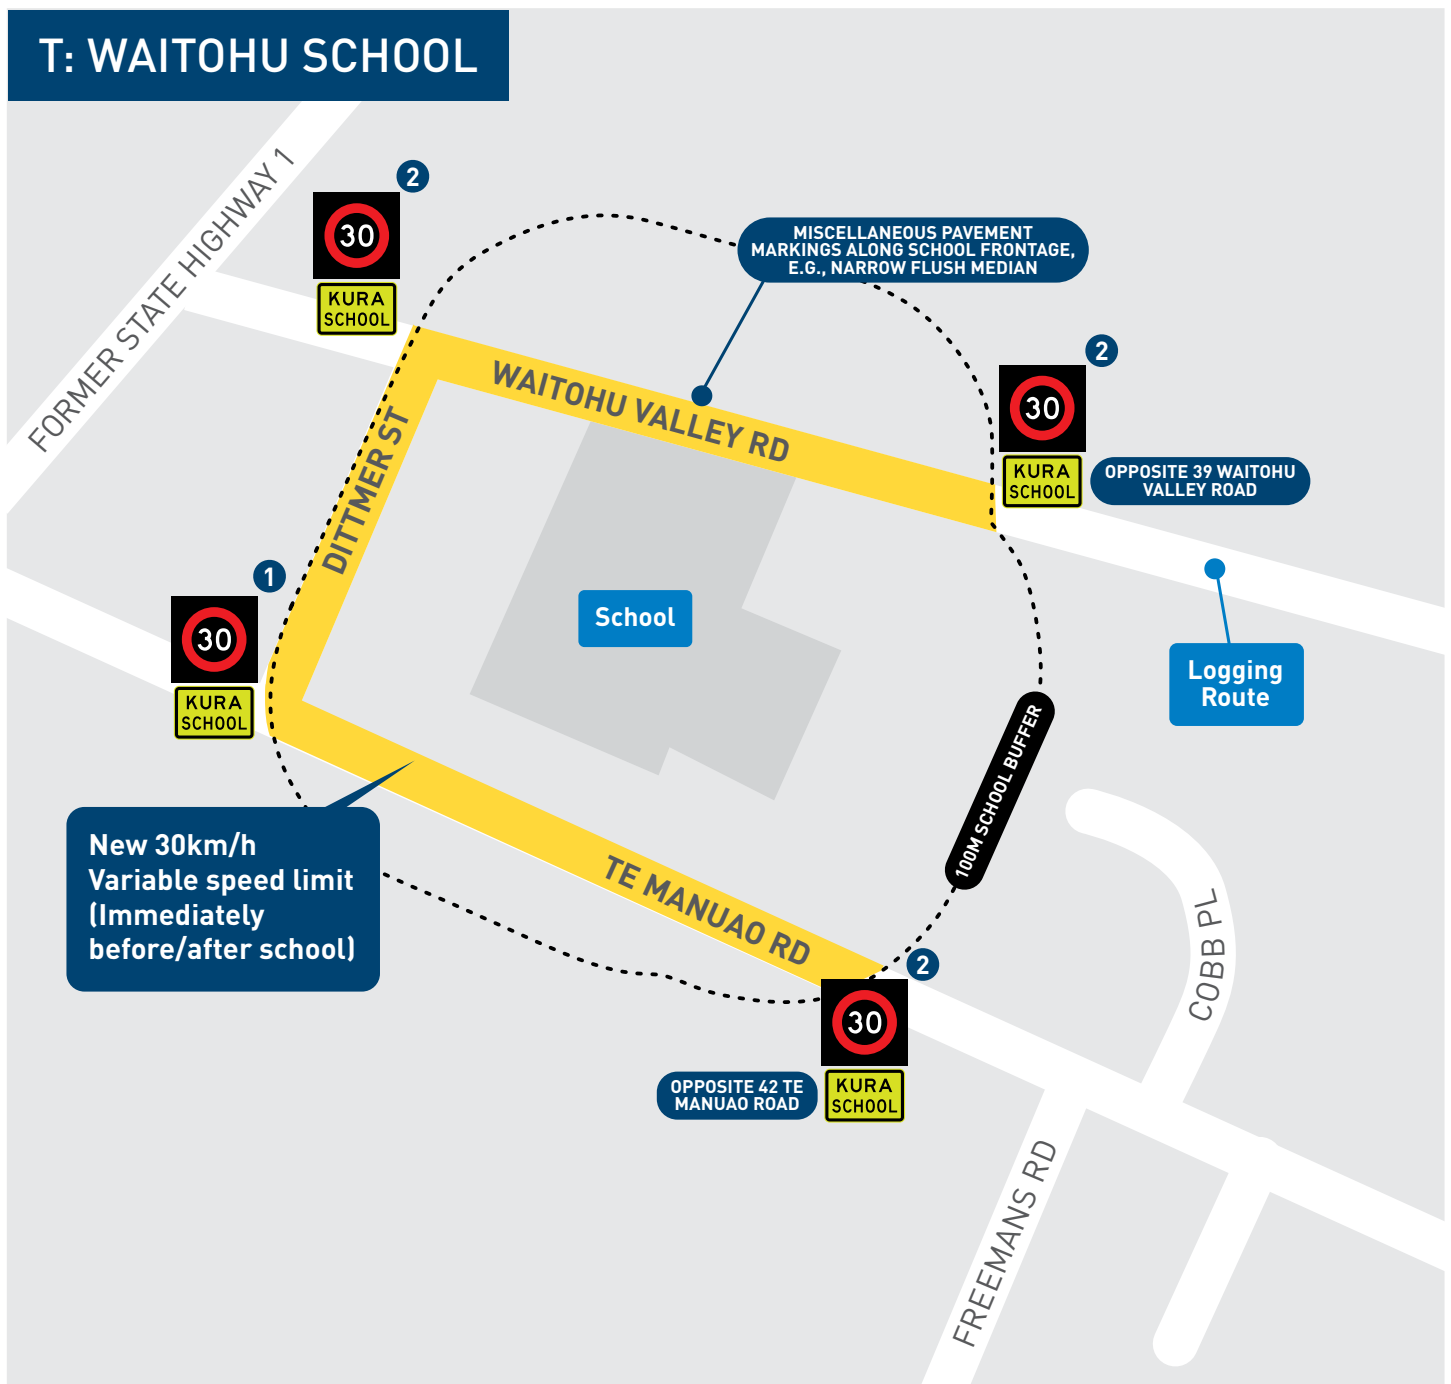 T: WAITOHU SCHOOL
FORMER STATE HIGHWAY 1
2
30
KURA
SCHOOL
MISCELLANEOUS PAVEMENT
MARKINGS ALONG SCHOOL FRONTAGE,
E.G., NARROW FLUSH MEDIAN
2
30
KURA
SCHOOL
OPPOSITE 39 WAITOHU
VALLEY ROAD
WAITOHU VALLEY RD
DITTMER ST
1
30
KURA
SCHOOL
School
Logging
Route
100M SCHOOL BUFFER
New 30km/h
Variable speed limit
(Immediately
before/after school)
TE MANUAO RD
COBB PL
2
30
KURA
SCHOOL
OPPOSITE 42 TE
MANUAO ROAD
FREEMANS RD